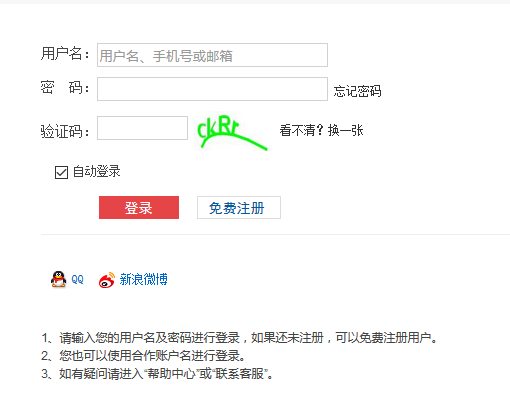 用户名：用户名、手机号或邮箱
密 码：忘记密码
验证码：ckRr 看不清？换一张
自动登录
登录 免费注册
QQ 新浪微博
1、请输入您的用户名及密码进行登录，如果还未注册，可以免费注册用户。
2、您也可以使用合作账户名进行登录。
3、如有疑问请进入“帮助中心”或“联系客服”。